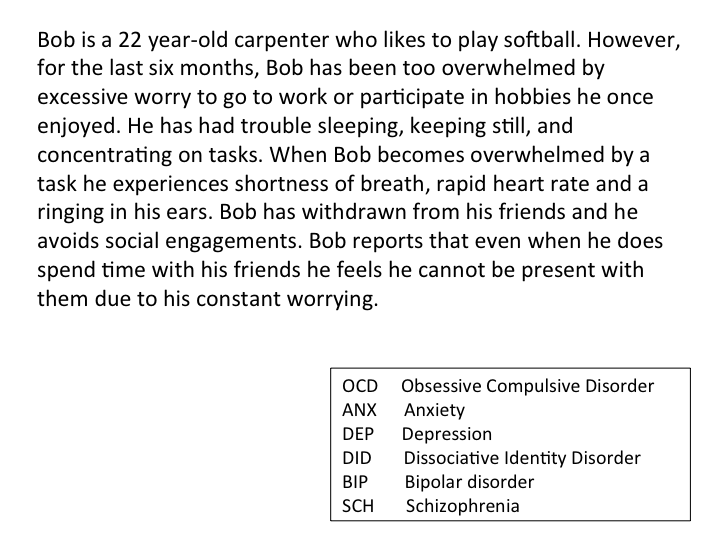 Bob is a 22 year-old carpenter who likes to play softball. However,
for the last six months, Bob has been too overwhelmed by
excessive worry to go to work or participate in hobbies he once
enjoyed. He has had trouble sleeping, keeping still, and
concentrating on tasks. When Bob becomes overwhelmed by a
task he experiences shortness of breath, rapid heart rate and a
ringing in his ears. Bob has withdrawn from his friends and he
avoids social engagements. Bob reports that even when he does
spend time with his friends he feels he cannot be present with
them due to his constant worrying.
OCD Obsessive Compulsive Disorder
ANX Anxiety
DEP Depression
DID Dissociative Identity Disorder
BIP Bipolar disorder
SCH Schizophrenia